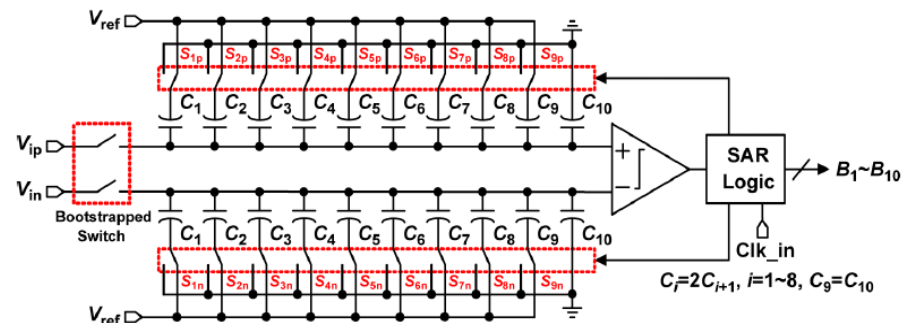 Vref
S1p S2p S3p S4p S5p S6p S7p S8p S9p
C1 C2 C3 C4 C5 C6 C7 C8 C9 C10
Vip
+
SAR
Logic
B1~B10
Vin
−
Bootstrapped
Switch
C1 C2 C3 C4 C5 C6 C7 C8 C9 C10
Clk_in
S1n S2n S3n S4n S5n S6n S7n S8n S9n
Ci=2Ci+1, i=1~8, C9=C10
Vref